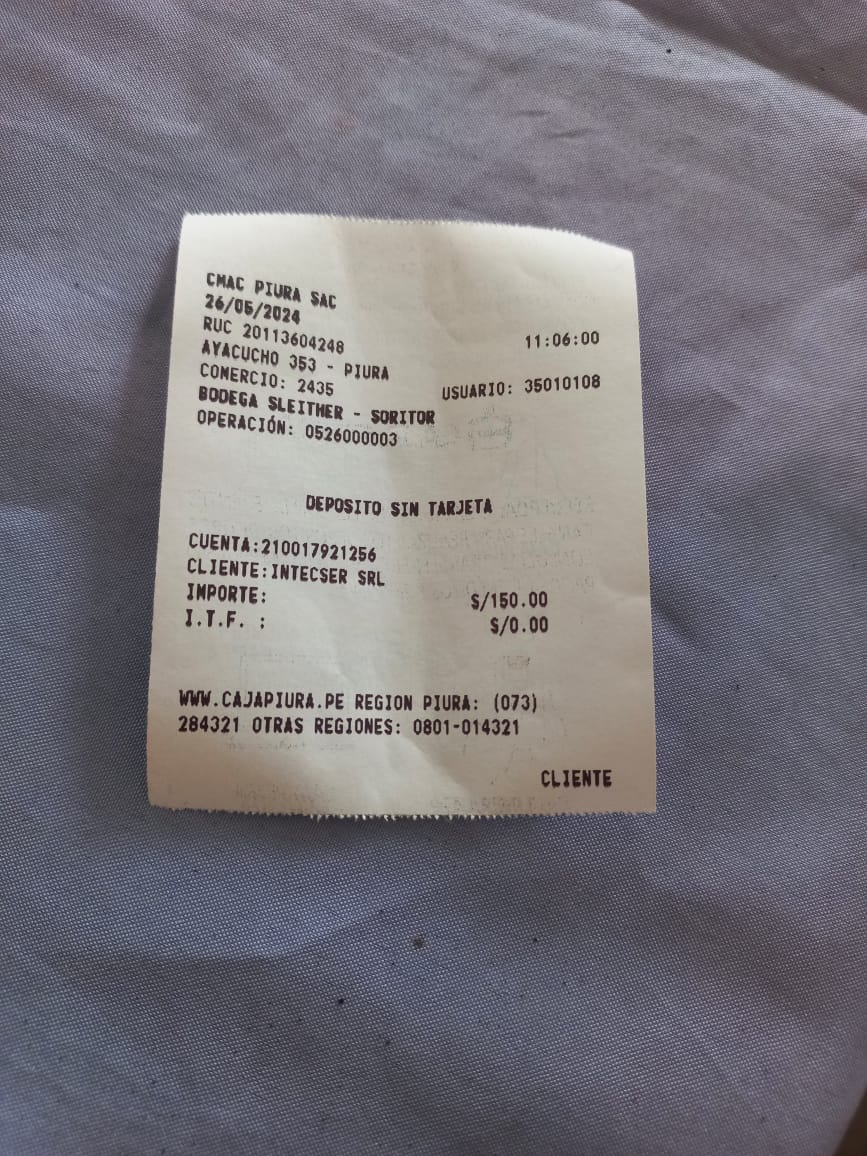 CMAC PIURA SAC
26/05/2024 11:06:00
RUC 20113604248
AYACUCHO 353 - PIURA
COMERCIO: 2435 USUARIO: 35010108
BODEGA SLEITHER - SORITOR
OPERACIÓN: 0526000003
DEPOSITO SIN TARJETA
CUENTA:210017921256
CLIENTE:INTECSER SRL
IMPORTE: S/150.00
I.T.F. : S/0.00
WWW.CAJAPIURA.PE REGION PIURA: (073)
284321 OTRAS REGIONES: 0801-014321
CLIENTE